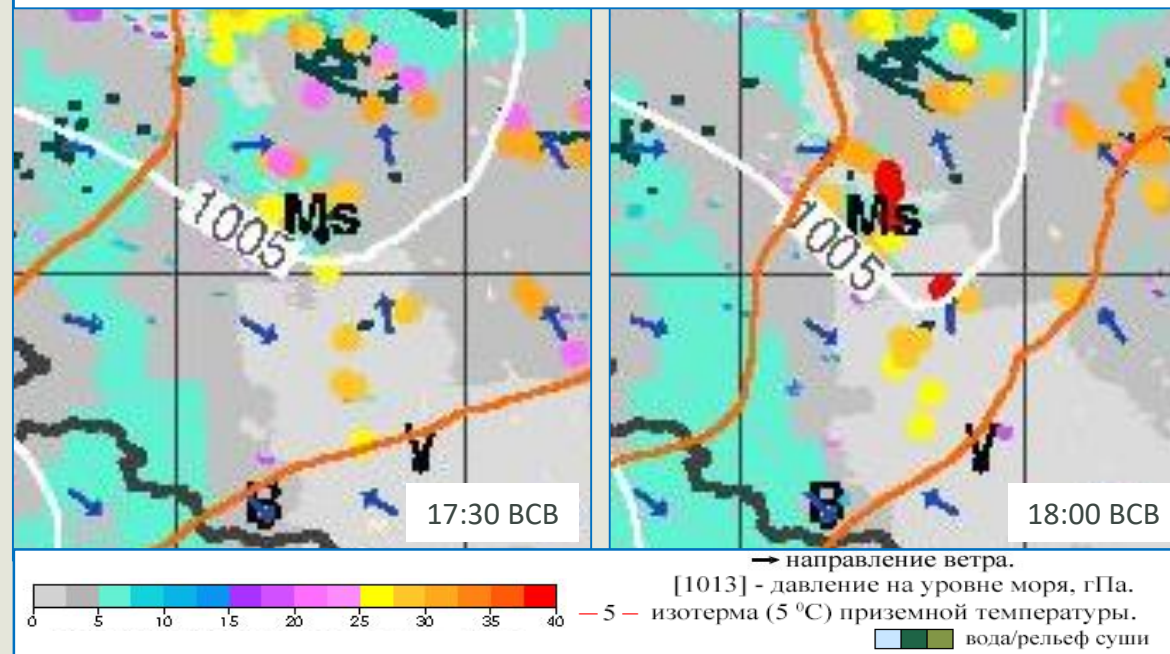 1005
Ms
V
B
17:30 ВСВ
1005
Ms
V
B
18:00 ВСВ
направление ветра.
[1013] - давление на уровне моря, гПа.
— 5 — изотерма (5 ⁰C) приземной температуры.
вода/рельеф суши
0 5 10 15 20 25 30 35 40